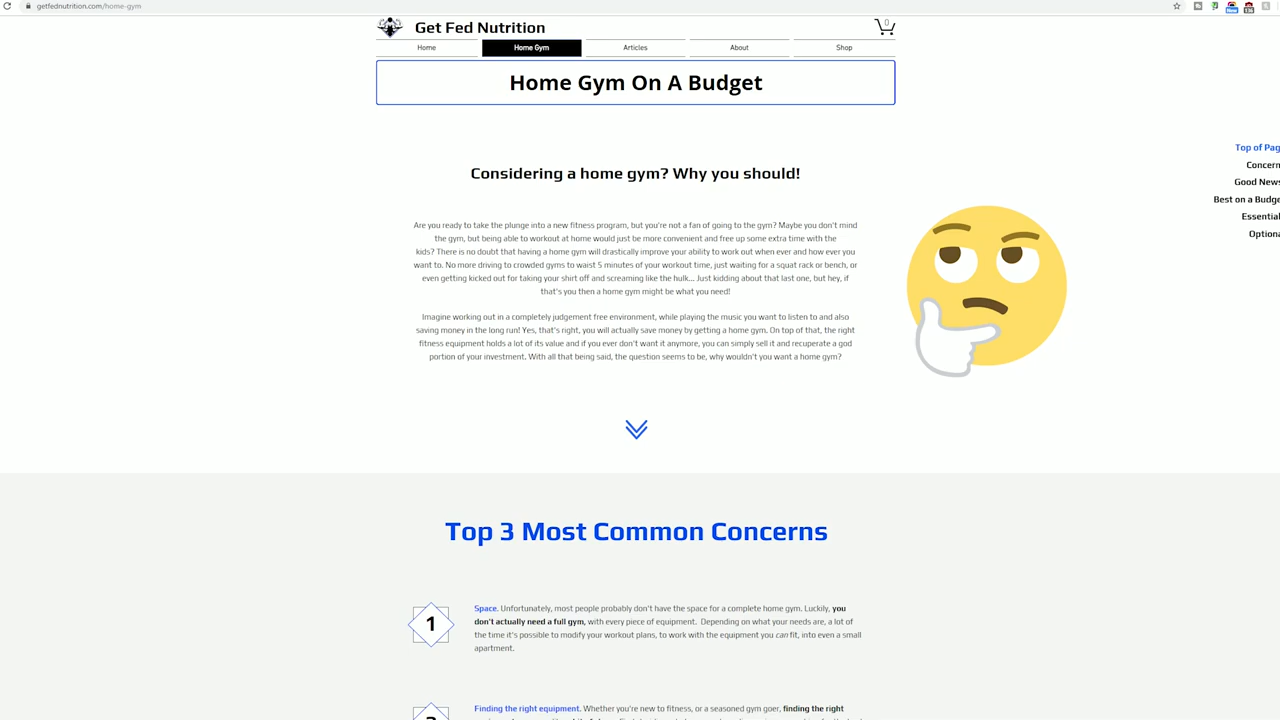 getfednutrition.com/home-gym
Get Fed Nutrition
0
Home
Home Gym
Articles
About
Shop
Home Gym On A Budget
Top of Pag
Concern
Good News
Best on a Budge
Essential
Optiona
Considering a home gym? Why you should!
Are you ready to take the plunge into a new fitness program, but you're not a fan of going to the gym? Maybe you don't mind
the gym, but being able to workout at home would just be more convenient and free up some extra time with the
kids? There is no doubt that having a home gym will drastically improve your ability to work out when ever and how ever you
want to. No more driving to crowded gyms to waist 5 minutes of your workout time, just waiting for a squat rack or bench, or
even getting kicked out for taking your shirt off and screaming like the hulk... Just kidding about that last one, but hey, if
that's you then a home gym might be what you need!
Imagine working out in a completely judgement free environment, while playing the music you want to listen to and also
saving money in the long run! Yes, that's right, you will actually save money by getting a home gym. On top of that, the right
fitness equipment holds a lot of its value and if you ever don't want it anymore, you can simply sell it and recuperate a god
portion of your investment. With all that being said, the question seems to be, why wouldn't you want a home gym?
Top 3 Most Common Concerns
1
Space. Unfortunately, most people probably don't have the space for a complete home gym. Luckily, you
don't actually need a full gym, with every piece of equipment. Depending on what your needs are, a lot of
the time it's possible to modify your workout plans, to work with the equipment you can fit, into even a small
apartment.
Finding the right equipment. Whether you're new to fitness, or a seasoned gym goer, finding the right